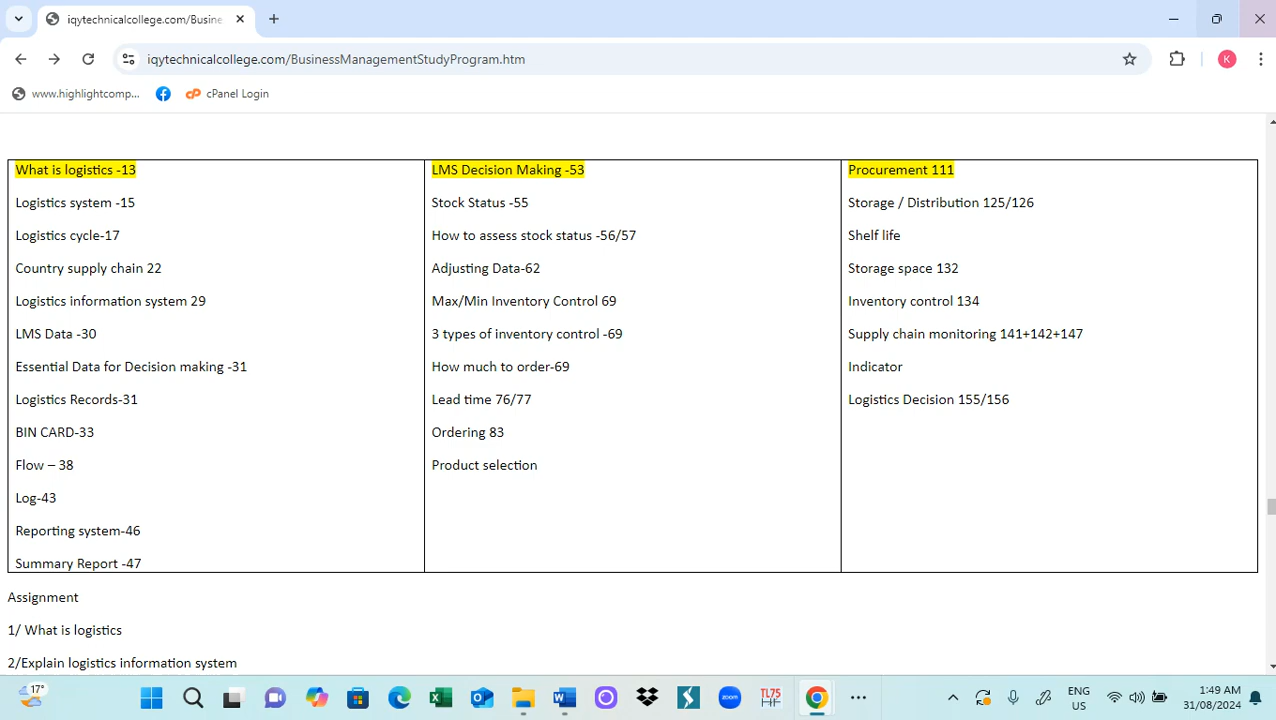 iqytechnicalcollege.com/Busine
iqytechnicalcollege.com/BusinessManagementStudyProgram.htm
K
www.highlightcomp...
cPanel Login
What is logistics -13
Logistics system -15
Logistics cycle-17
Country supply chain 22
Logistics information system 29
LMS Data -30
Essential Data for Decision making -31
Logistics Records-31
BIN CARD-33
Flow – 38
Log-43
Reporting system-46
Summary Report -47
LMS Decision Making -53
Stock Status -55
How to assess stock status -56/57
Adjusting Data-62
Max/Min Inventory Control 69
3 types of inventory control -69
How much to order-69
Lead time 76/77
Ordering 83
Product selection
Procurement 111
Storage / Distribution 125/126
Shelf life
Storage space 132
Inventory control 134
Supply chain monitoring 141+142+147
Indicator
Logistics Decision 155/156
Assignment
1/ What is logistics
2/Explain logistics information system
17°
zoom
TL75
ENG
US
1:49 AM
31/08/2024